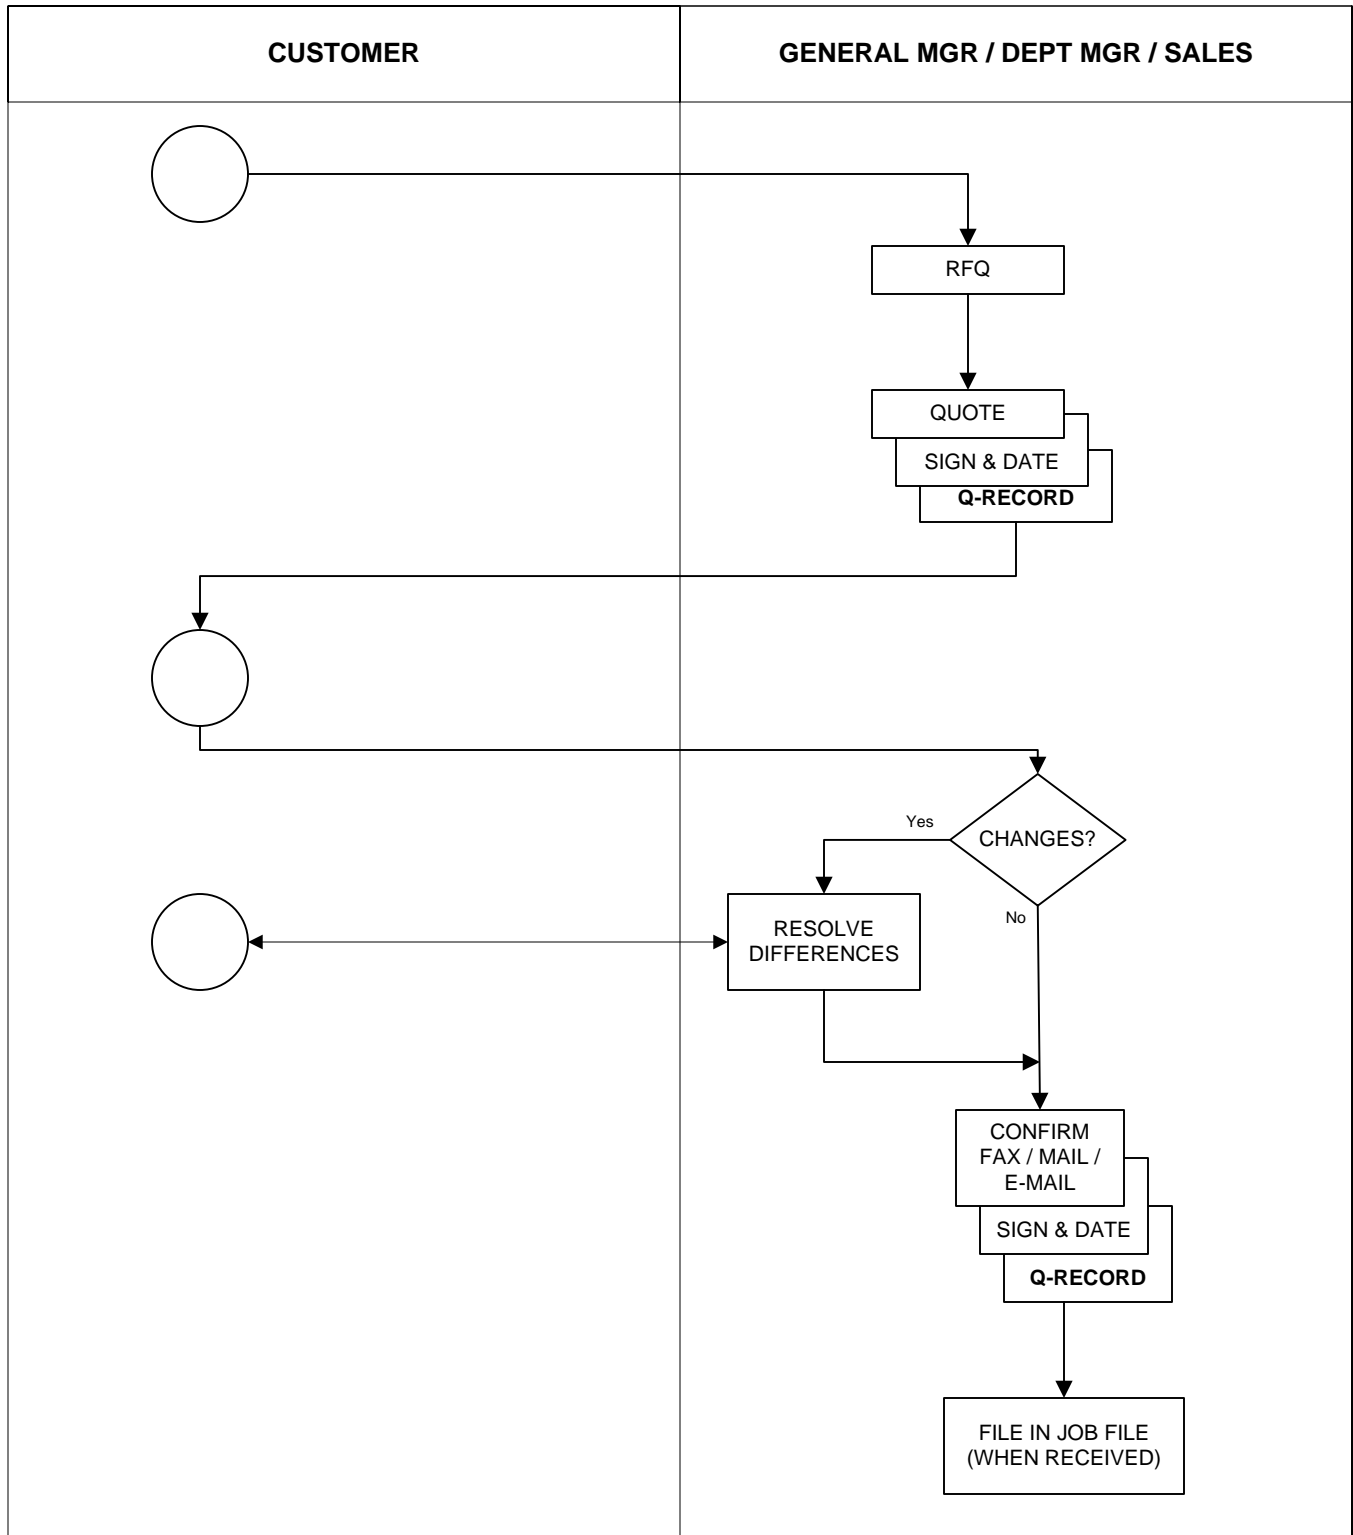 CUSTOMER
GENERAL MGR / DEPT MGR / SALES
RFQ
QUOTE
SIGN & DATE
Q-RECORD
Yes
CHANGES?
No
RESOLVE
DIFFERENCES
CONFIRM
FAX / MAIL /
E-MAIL
SIGN & DATE
Q-RECORD
FILE IN JOB FILE
(WHEN RECEIVED)